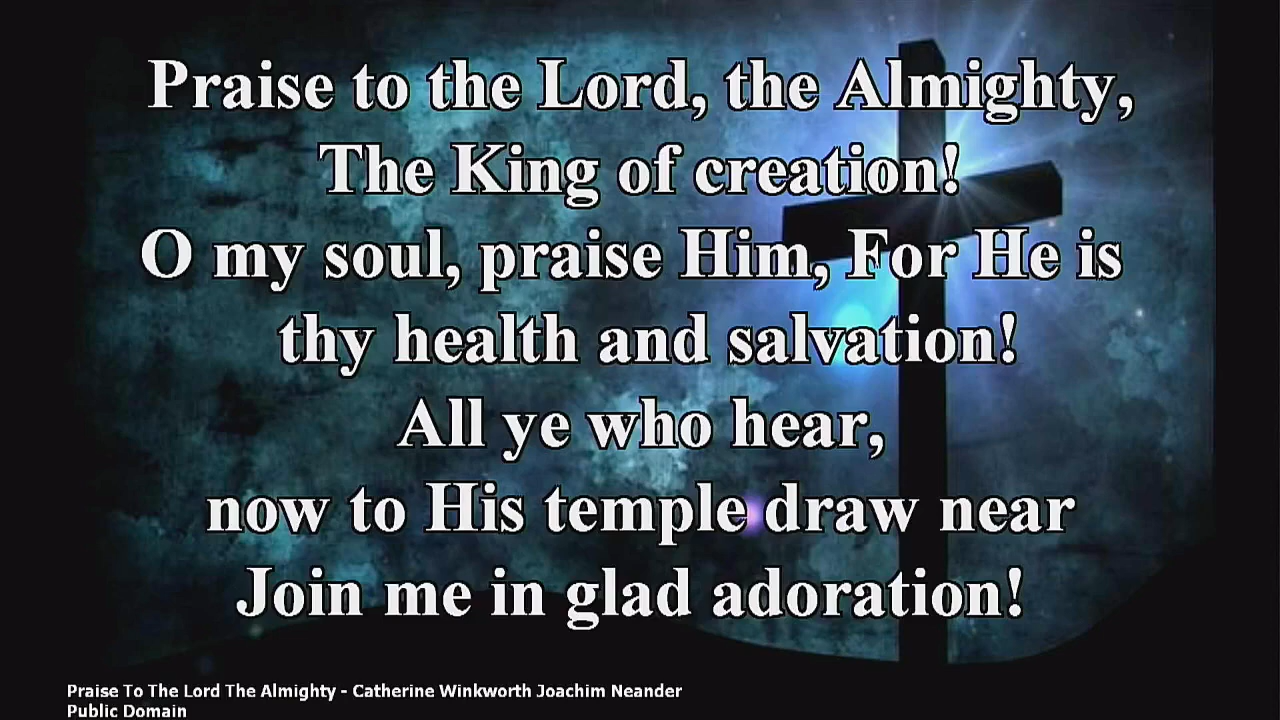 Praise to the Lord, the Almighty,
The King of creation!
O my soul, praise Him, For He is
thy health and salvation!
All ye who hear,
now to His temple draw near
Join me in glad adoration!
Praise To The Lord The Almighty - Catherine Winkworth Joachim Neander
Public Domain